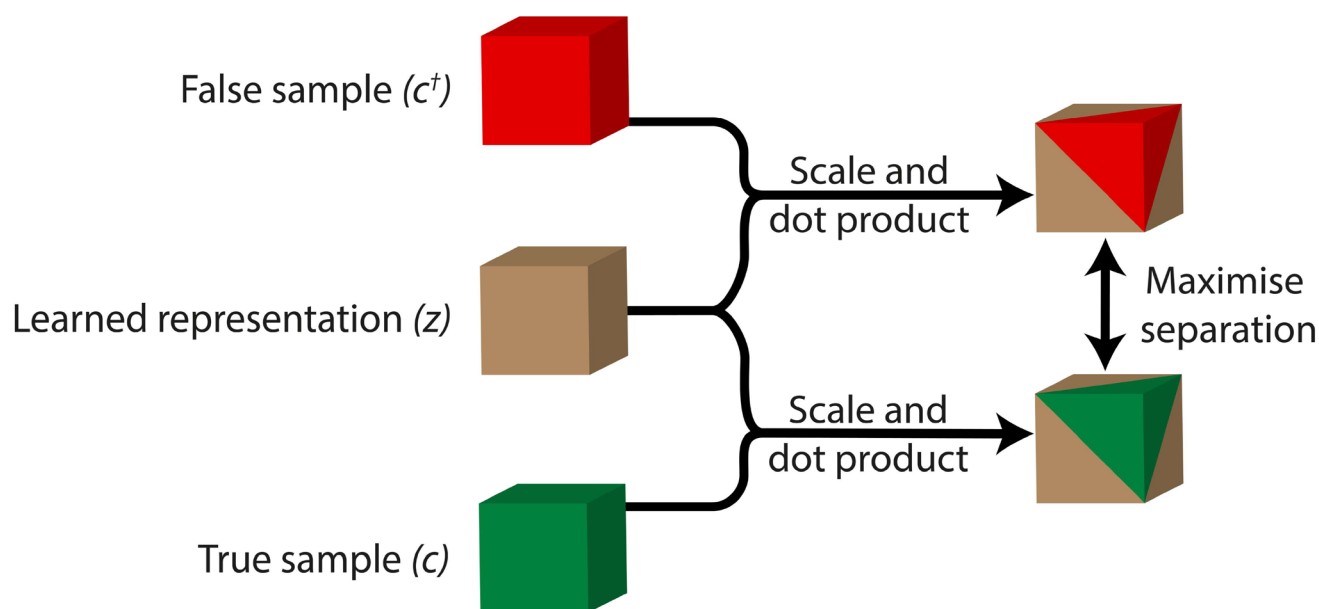 False sample (c†)
Scale and
dot product
Learned representation (z)
Maximise
separation
Scale and
dot product
True sample (c)